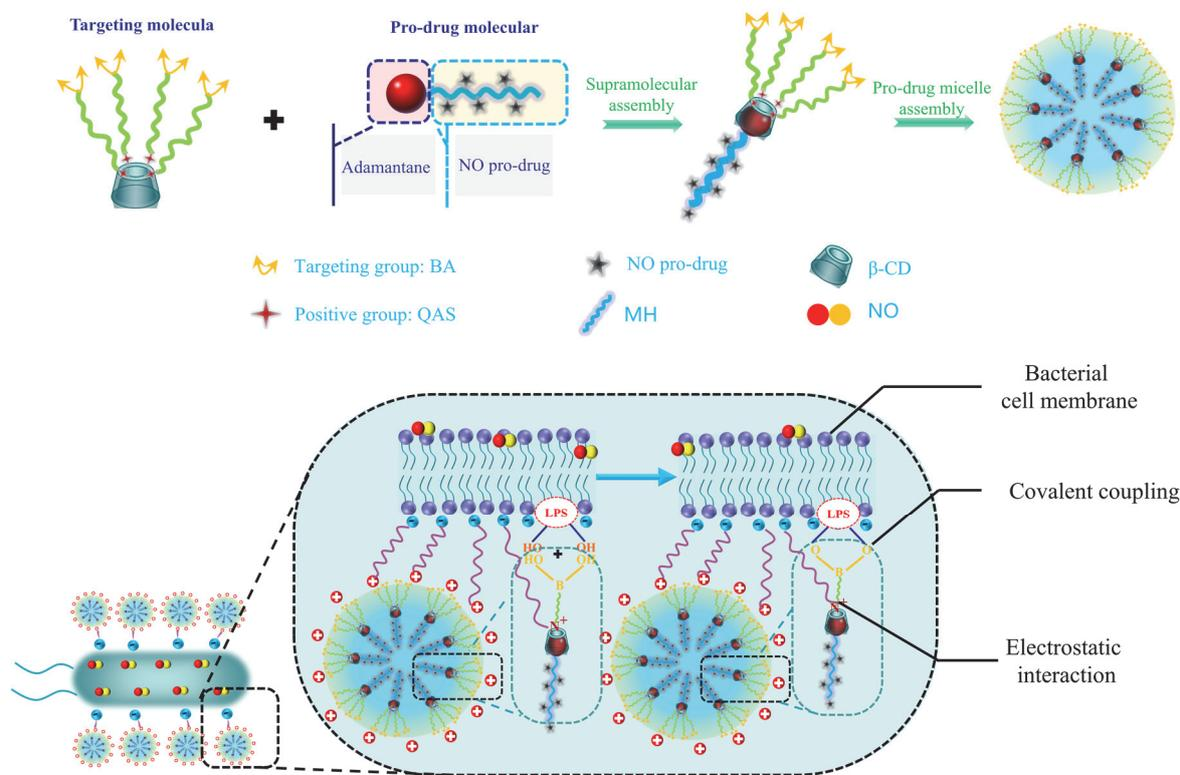 Targeting molecula
Pro-drug molecular
Adamantane
NO pro-drug
Supramolecular
assembly
Pro-drug micelle
assembly
Targeting group: BA
NO pro-drug
β-CD
Positive group: QAS
MH
NO
Bacterial
cell membrane
Covalent coupling
Electrostatic
interaction
LPS
HO
OH
HO
OH
B
N+
LPS
O
O
B
N+